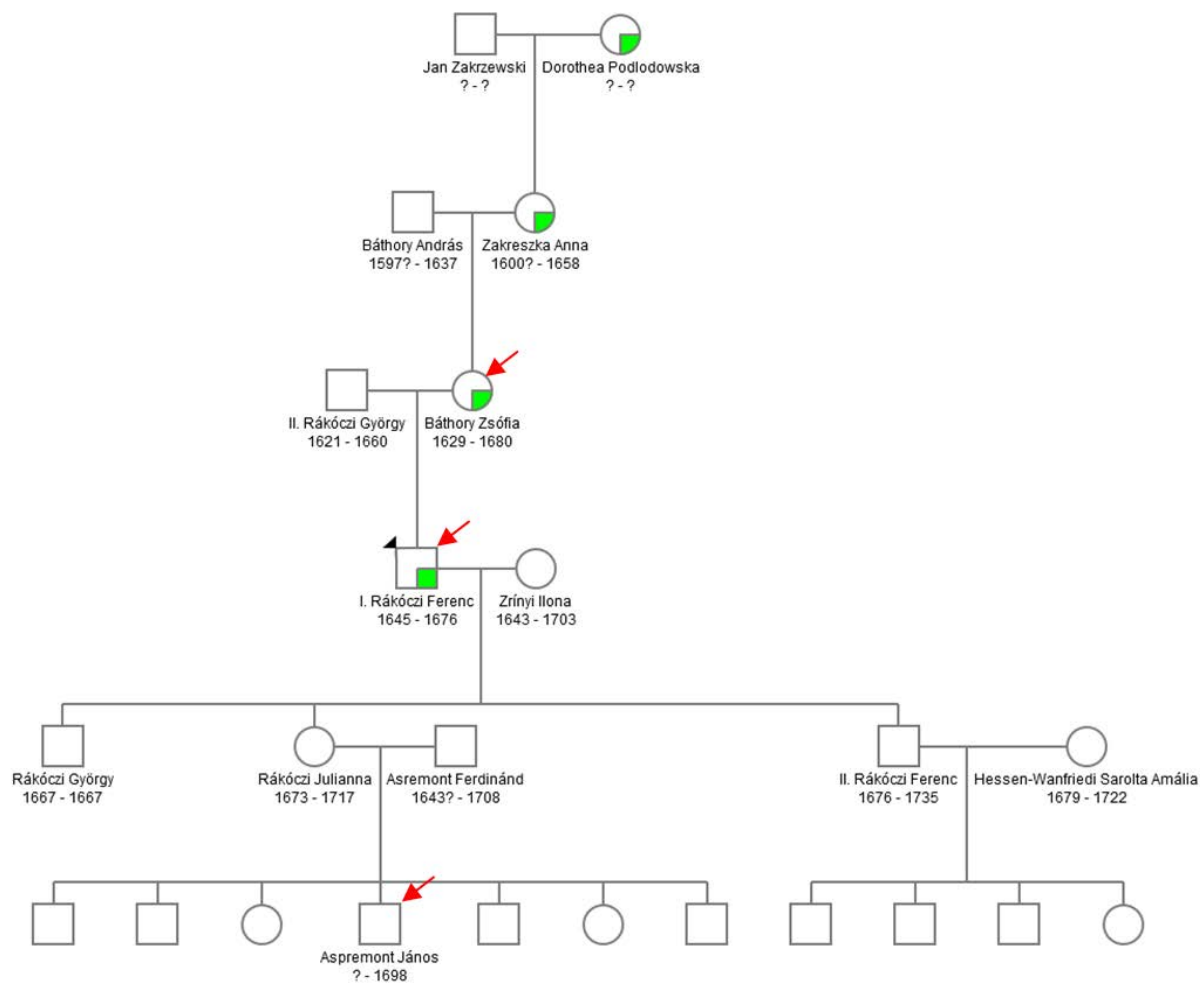 Jan Zakrzewski
? - ?
Dorothea Podlodowska
? - ?
Báthory András
1597? - 1637
Zakreszka Anna
1600? - 1658
II. Rákóczi György
1621 - 1660
Báthory Zsófia
1629 - 1680
I. Rákóczi Ferenc
1645 - 1676
Zrínyi Ilona
1643 - 1703
Rákóczi György
1667 - 1667
Rákóczi Julianna
1673 - 1717
Asremont Ferdinánd
1643? - 1708
II. Rákóczi Ferenc
1676 - 1735
Hessen-Wanfriedi Sarolta Amália
1679 - 1722
Aspremont János
? - 1698